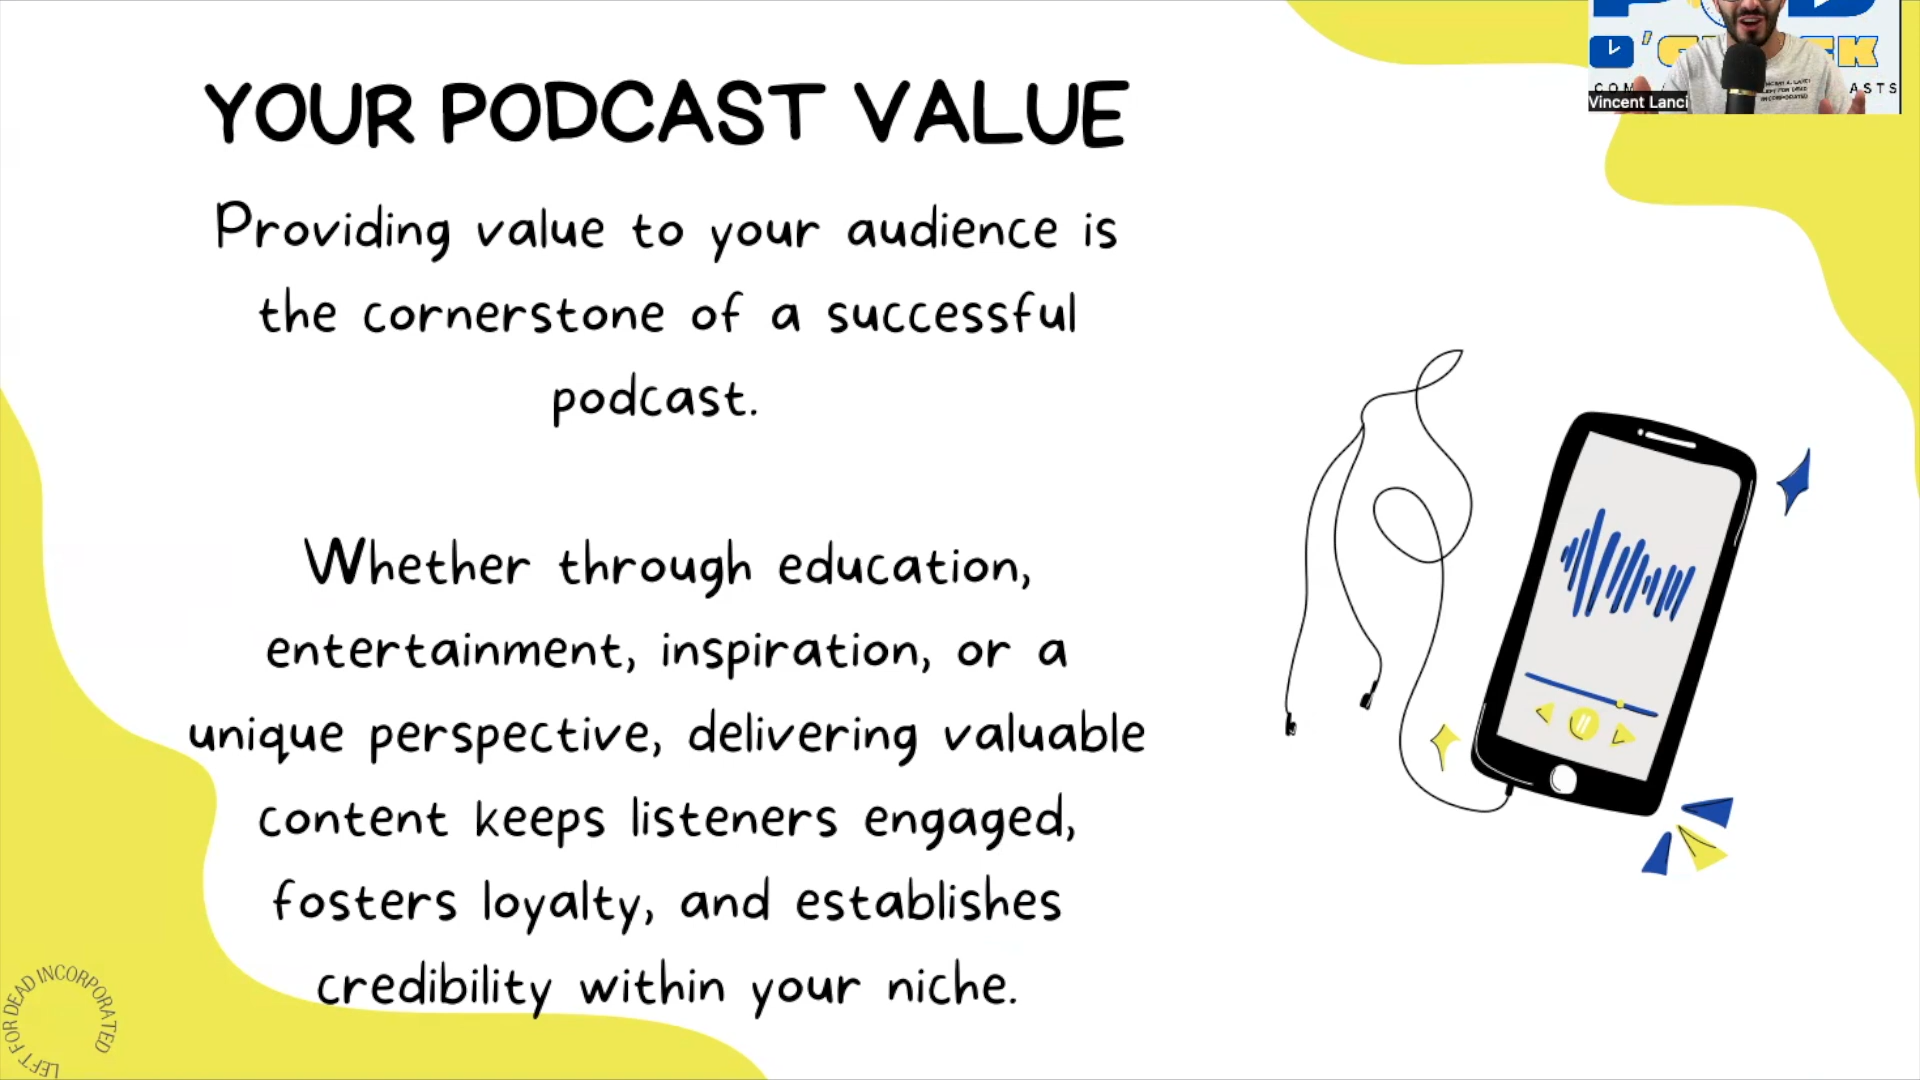 YOUR PODCAST VALUE
Providing value to your audience is
the cornerstone of a successful
podcast.
Whether through education,
entertainment, inspiration, or a
unique perspective, delivering valuable
content keeps listeners engaged,
fosters loyalty, and establishes
credibility within your niche.
Vincent Lanci
LEFT FOR DEAD INCORPORATED